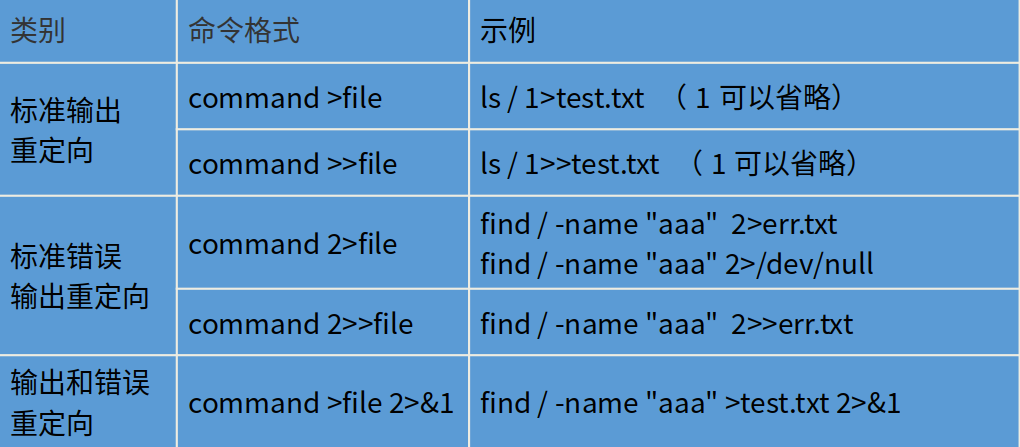 类别 命令格式 示例
标准输出
重定向
command >file ls / 1>test.txt （ 1 可以省略）
command >>file ls / 1>>test.txt （ 1 可以省略）
标准错误
输出重定向
command 2>file
find / -name "aaa" 2>err.txt
find / -name "aaa" 2>/dev/null
command 2>>file find / -name "aaa" 2>>err.txt
输出和错误
重定向
command >file 2>&1 find / -name "aaa" >test.txt 2>&1